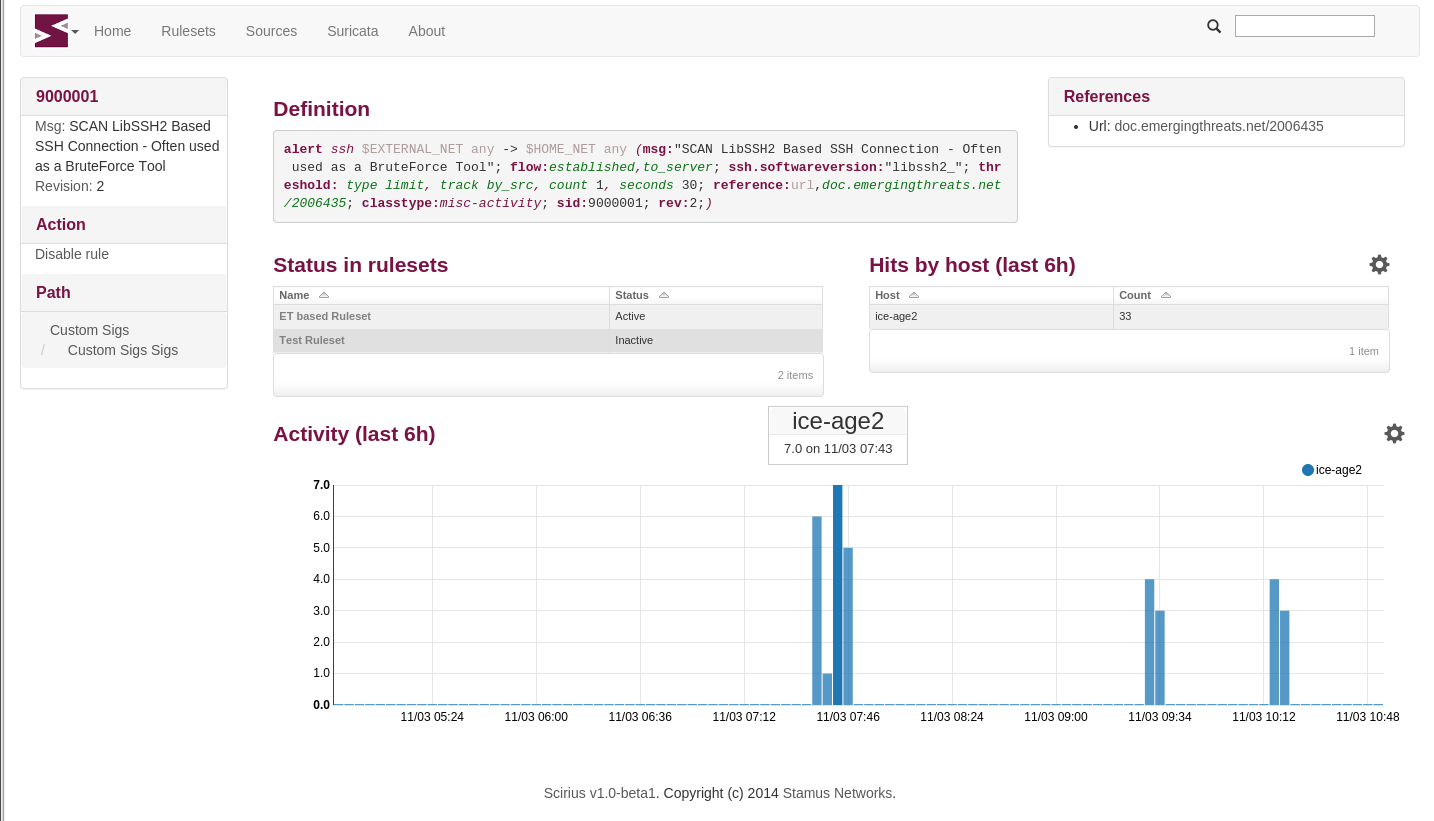 Home Rulesets Sources Suricata About
9000001
Msg: SCAN LibSSH2 Based
SSH Connection - Often used
as a BruteForce Tool
Revision: 2
Action
Disable rule
Path
Custom Sigs
/ Custom Sigs Sigs
Definition
alert ssh $EXTERNAL_NET any -> $HOME_NET any (msg:"SCAN LibSSH2 Based SSH Connection - Often
used as a BruteForce Tool"; flow:established,to_server; ssh.softwareversion:"libssh2_"; thr
eshold: type limit, track by_src, count 1, seconds 30; reference:url,doc.emergingthreats.net
/2006435; classtype:misc-activity; sid:9000001; rev:2;)
References
Url: doc.emergingthreats.net/2006435
Status in rulesets
Name Status
ET based Ruleset Active
Test Ruleset Inactive
2 items
Hits by host (last 6h)
Host Count
ice-age2 33
1 item
Activity (last 6h)
ice-age2
7.0 on 11/03 07:43
ice-age2
7.0
6.0
5.0
4.0
3.0
2.0
1.0
0.0
11/03 05:24 11/03 06:00 11/03 06:36 11/03 07:12 11/03 07:46 11/03 08:24 11/03 09:00 11/03 09:34 11/03 10:12 11/03 10:48
Scirius v1.0-beta1. Copyright (c) 2014 Stamus Networks.